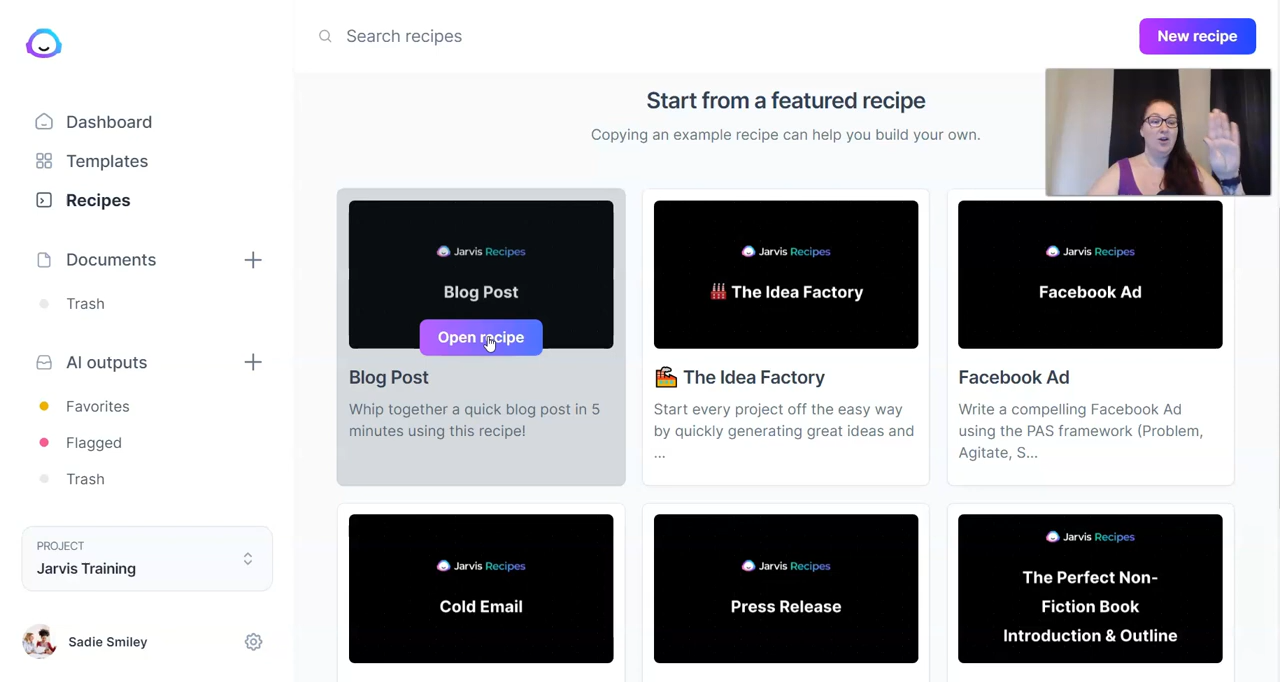 Search recipes
New recipe
Dashboard
Templates
Recipes
Documents
Trash
AI outputs
Favorites
Flagged
Trash
PROJECT
Jarvis Training
Sadie Smiley
Start from a featured recipe
Copying an example recipe can help you build your own.
Jarvis Recipes
Blog Post
Open recipe
Blog Post
Whip together a quick blog post in 5
minutes using this recipe!
Jarvis Recipes
The Idea Factory
The Idea Factory
Start every project off the easy way
by quickly generating great ideas and
...
Jarvis Recipes
Facebook Ad
Facebook Ad
Write a compelling Facebook Ad
using the PAS framework (Problem,
Agitate, S...
Jarvis Recipes
Cold Email
Jarvis Recipes
Press Release
Jarvis Recipes
The Perfect Non-
Fiction Book
Introduction & Outline